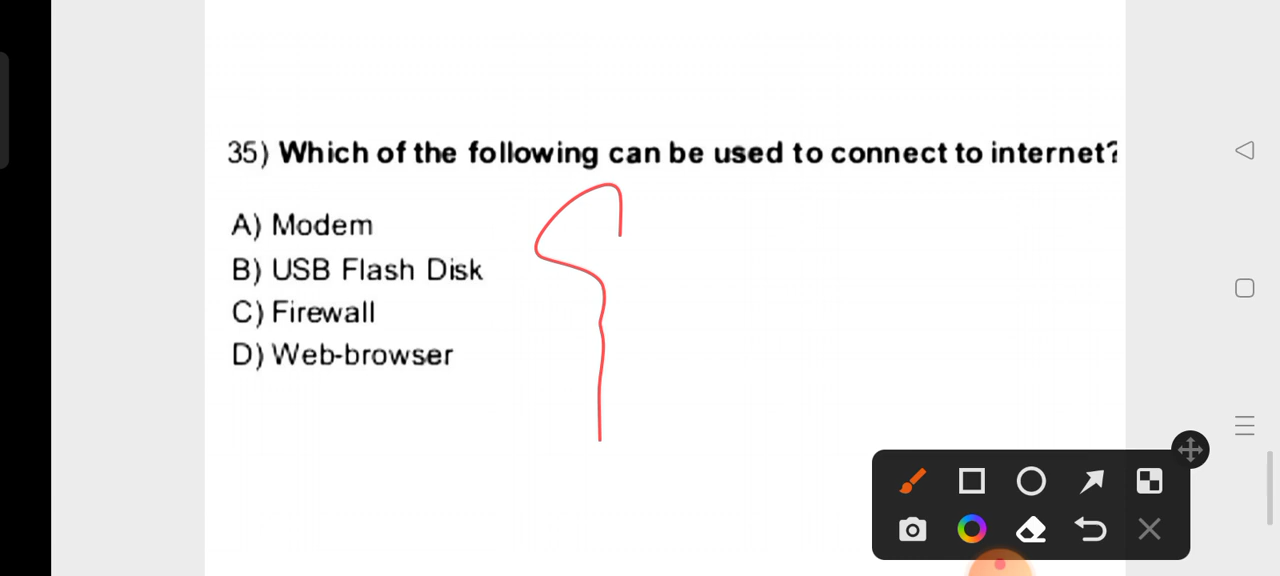 35) Which of the following can be used to connect to internet?
A) Modem
B) USB Flash Disk
C) Firewall
D) Web-browser